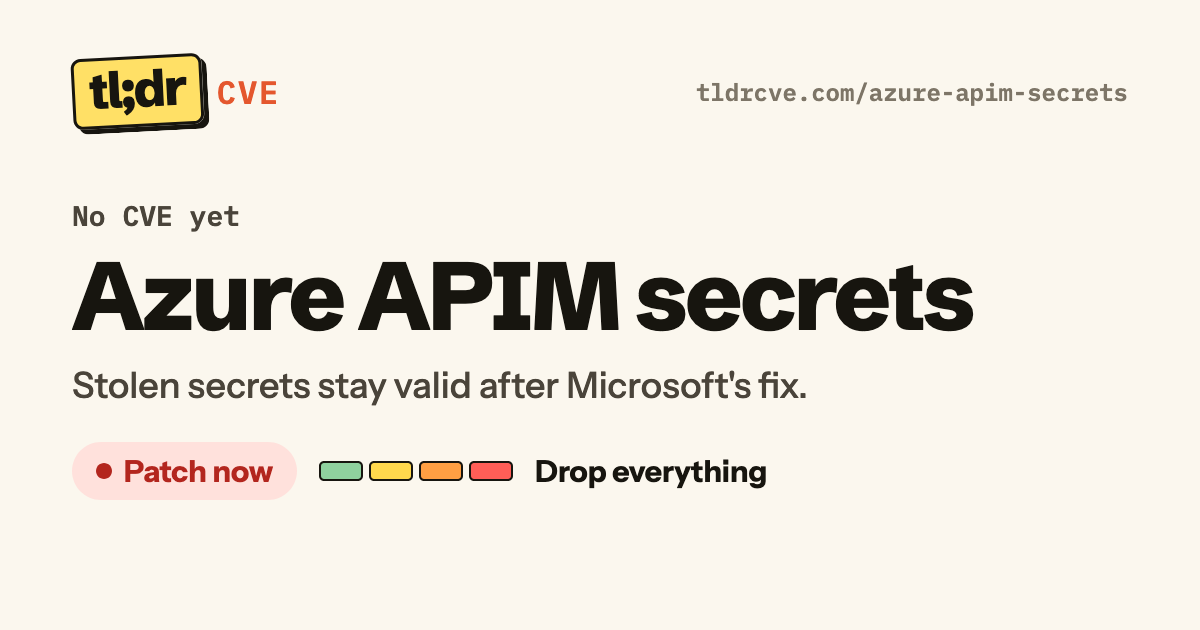 tl;dr CVE
tldrcve.com/azure-apim-secrets
No CVE yet
Azure APIM secrets
Stolen secrets stay valid after Microsoft's fix.
Patch now Drop everything